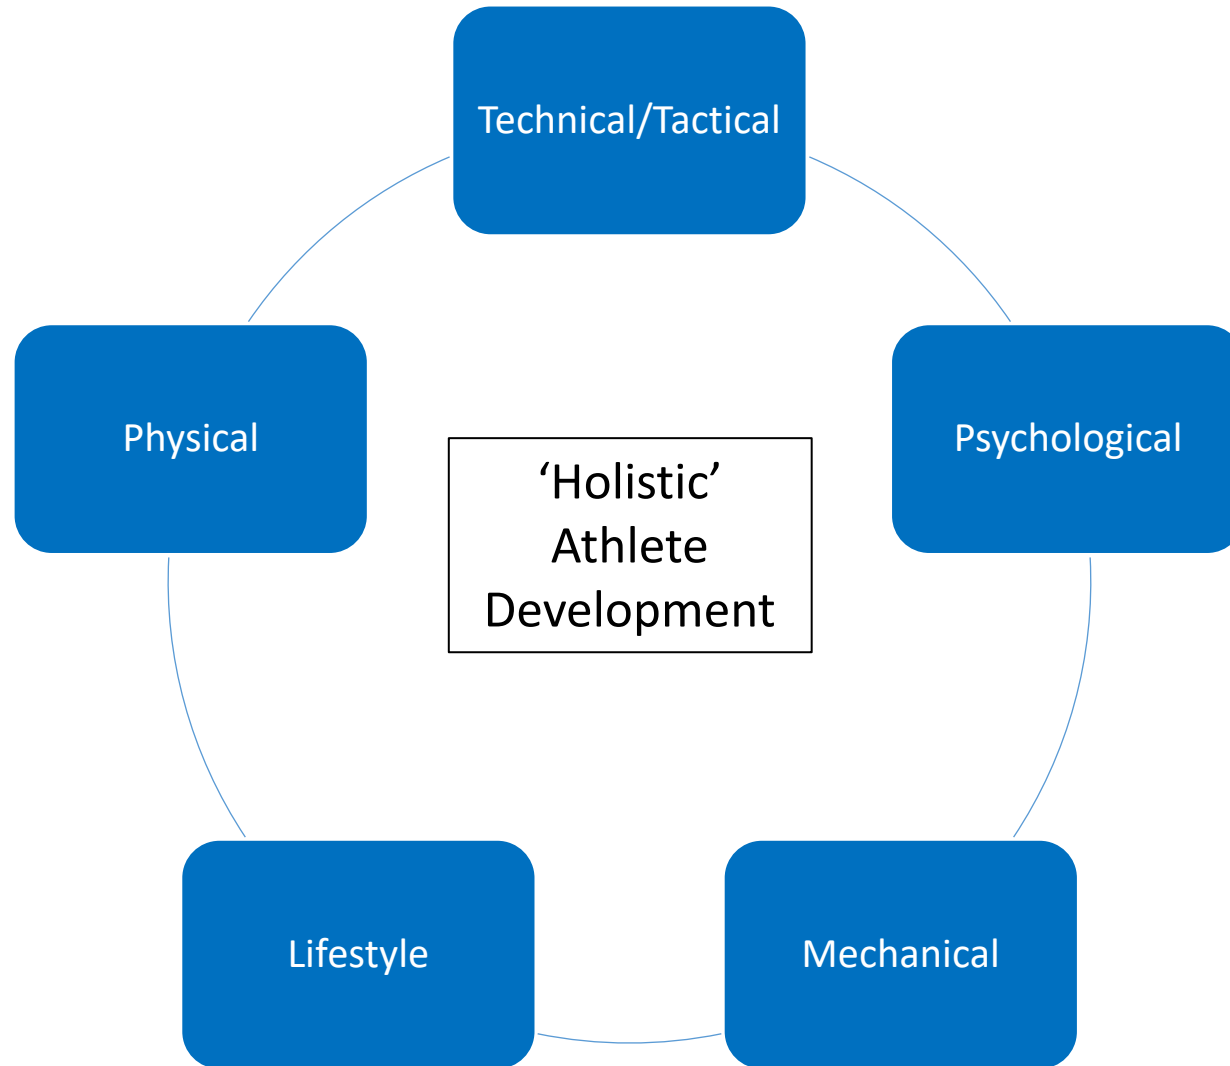 Technical/Tactical
Physical
Psychological
‘Holistic’
Athlete
Development
Lifestyle
Mechanical